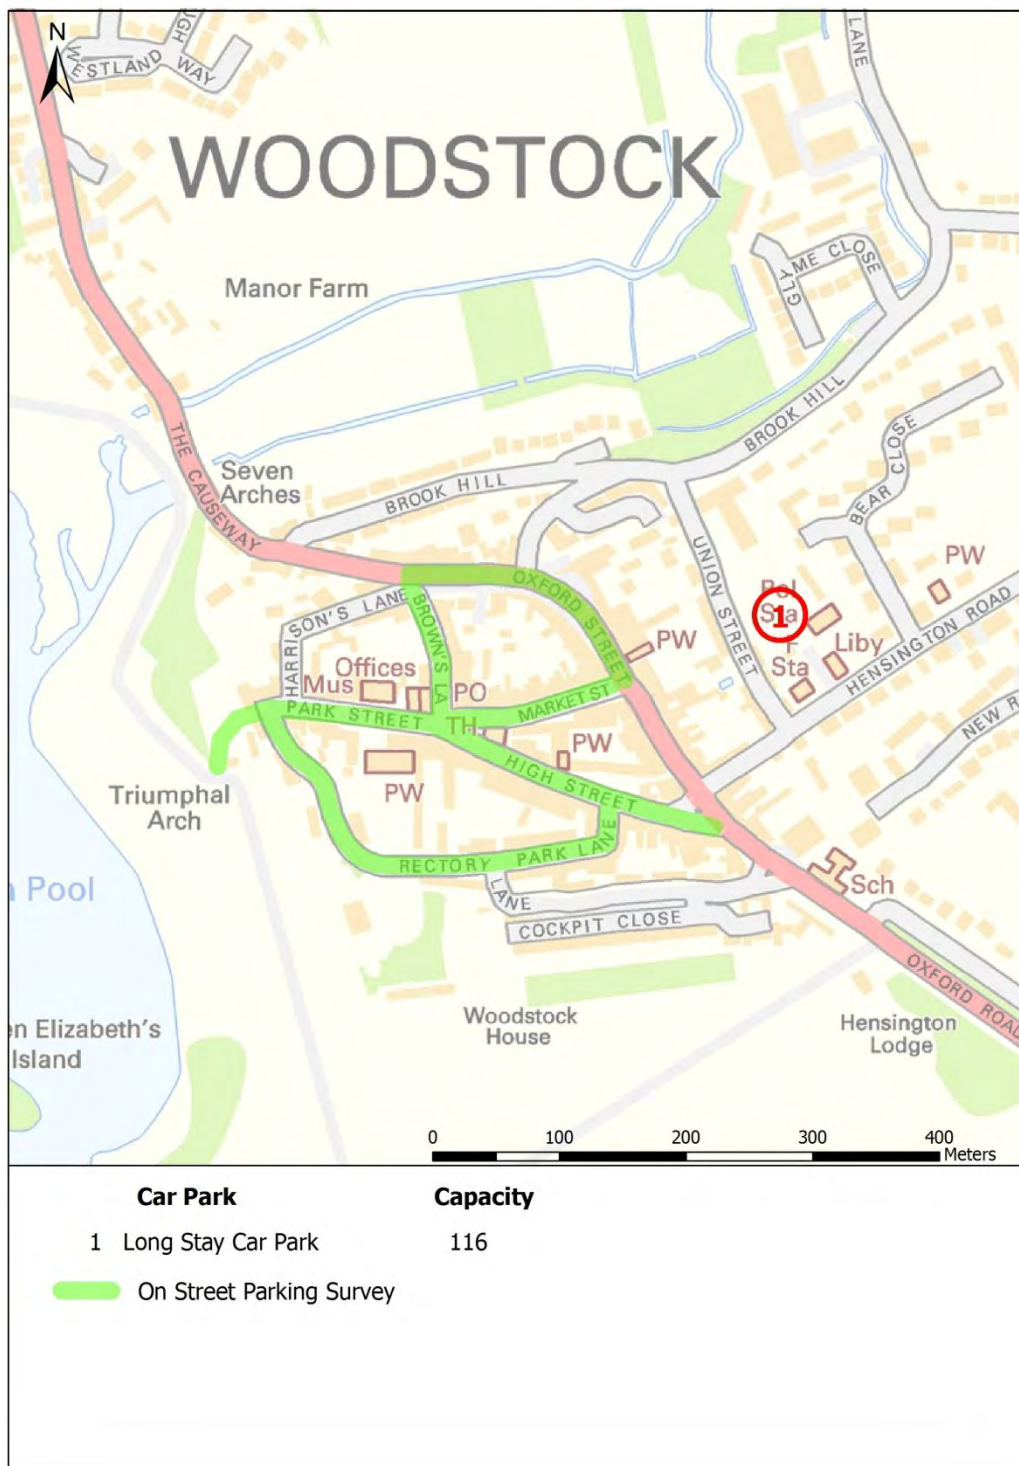 N
WESTLAND WAY
UGH
LANE
WOODSTOCK
GLYME CLOSE
Manor Farm
BROOK HILL
THE CAUSEWAY
Seven
Arches
BROOK HILL
BEAR CLOSE
UNION STREET
PW
OXFORD STREET
HARRISON'S LANE
BROWN'S LA
Pol
Sta
1
F
Sta
Liby
HENSINGTON ROAD
PW
Offices
Mus
PO
PARK STREET
TH
MARKET ST
NEW R
PW
PW
HIGH STREET
Triumphal
Arch
RECTORY PARK LANE
LANE
COCKPIT CLOSE
Sch
Pool
OXFORD ROAD
Woodstock
House
Hensington
Lodge
en Elizabeth's
Island
0 100 200 300 400
Meters
Car Park Capacity
1 Long Stay Car Park 116
On Street Parking Survey